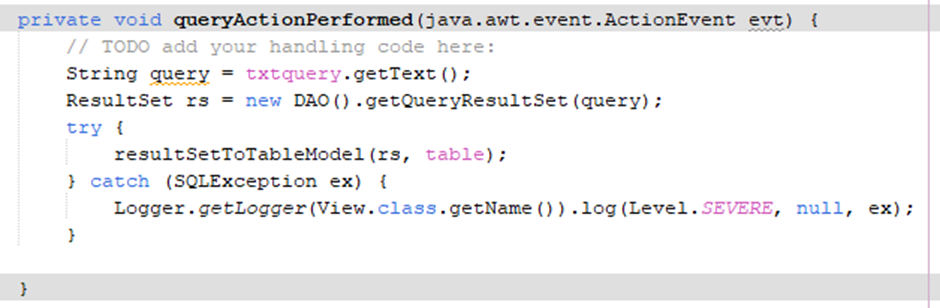 private void queryActionPerformed(java.awt.event.ActionEvent evt) {
// TODO add your handling code here:
String query = txtquery.getText();
ResultSet rs = new DAO().getQueryResultSet(query);
try {
resultSetToTableModel(rs, table);
} catch (SQLException ex) {
Logger.getLogger(View.class.getName()).log(Level.SEVERE, null, ex);
}
}